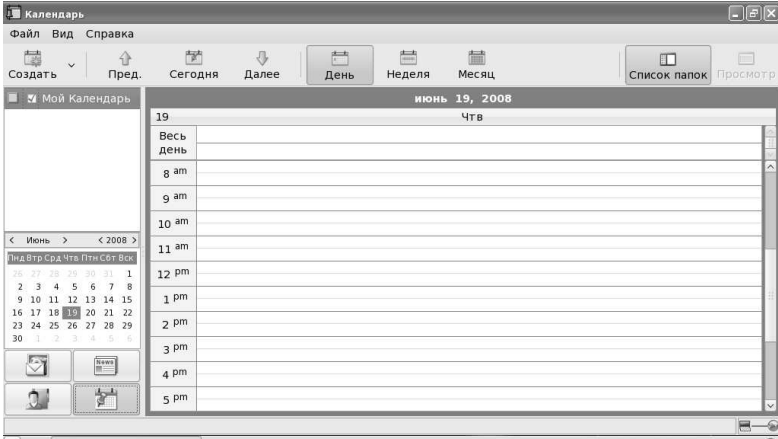 Календарь
Файл Вид Справка
Создать Пред. Сегодня Далее День Неделя Месяц Список папок Просмотр
Мой Календарь
июнь 19, 2008
19 Чтв
Весь день
8 am
9 am
10 am
11 am
12 pm
1 pm
2 pm
3 pm
4 pm
5 pm
< Июнь > < 2008 >
Пнд Втр Срд Чтв Птн Сбт Вск
26 27 28 29 30 31 1
2 3 4 5 6 7 8
9 10 11 12 13 14 15
16 17 18 19 20 21 22
23 24 25 26 27 28 29
30 1 2 3 4 5 6
News